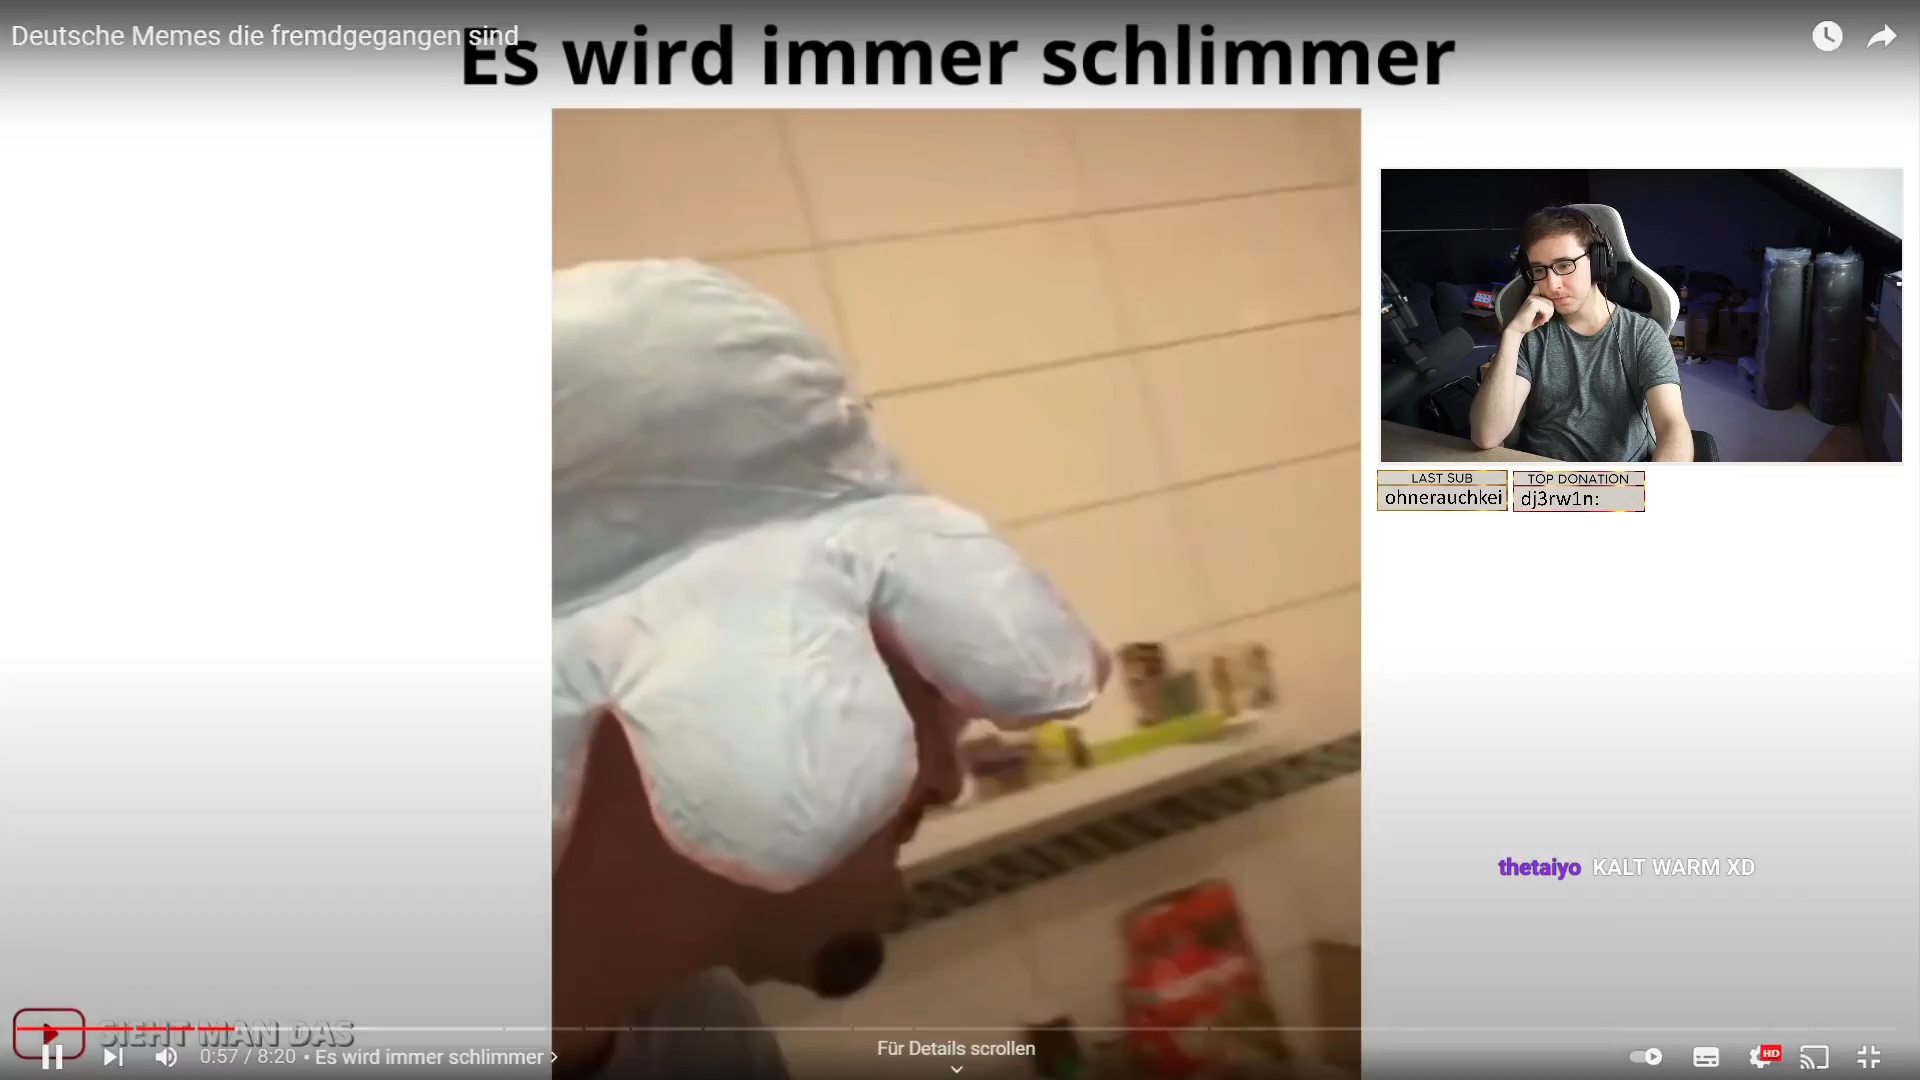 Deutsche Memes die fremdgegangen sind
Es wird immer schlimmer
LAST SUB
ohnerauchkei
TOP DONATION
dj3rw1n:
thetaiyo KALT WARM XD
SIEHT MAN DAS
0:57 / 8:20 • Es wird immer schlimmer
Für Details scrollen
HD